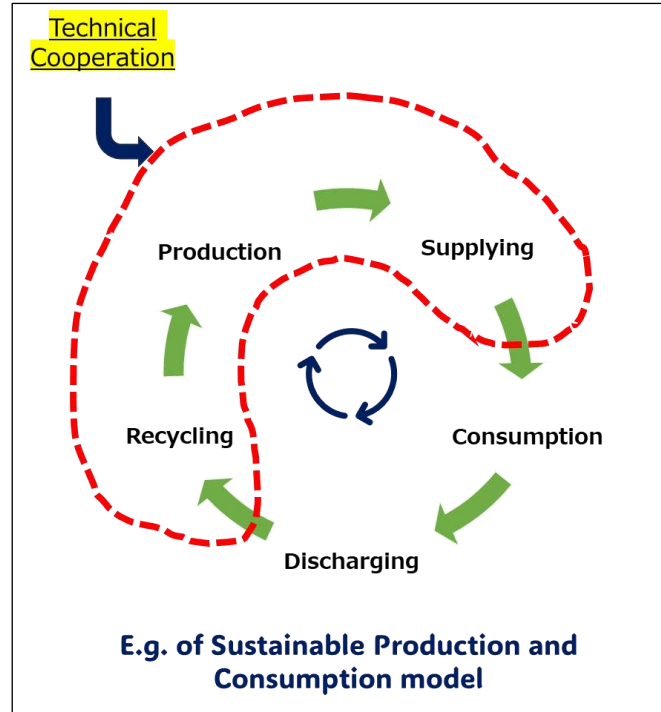 Technical
Cooperation
Production
Supplying
Recycling
Consumption
Discharging
E.g. of Sustainable Production and
Consumption model